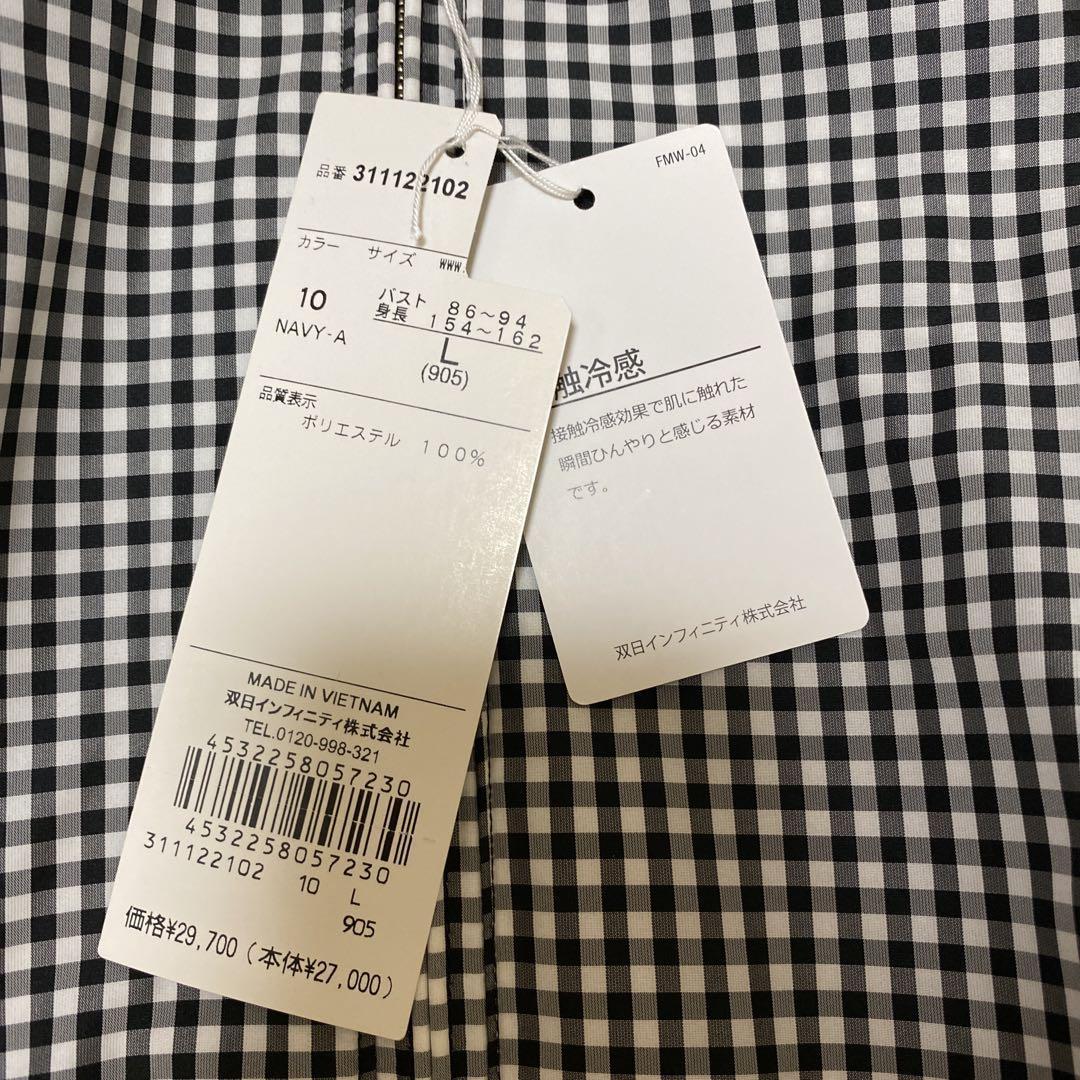 品番 311122102
カラー サイズ www.
10 バスト 86～94
NAVY-A 身長 154～162
L
(905)
品質表示
ポリエステル 100%
MADE IN VIETNAM
双日インフィニティ株式会社
TEL.0120-998-321
4532258057230
4532258057230
311122102 10 L
905
価格¥29,700(本体¥27,000)
FMW-04
触冷感
接触冷感効果で肌に触れた
瞬間ひんやりと感じる素材
です。
双日インフィニティ株式会社